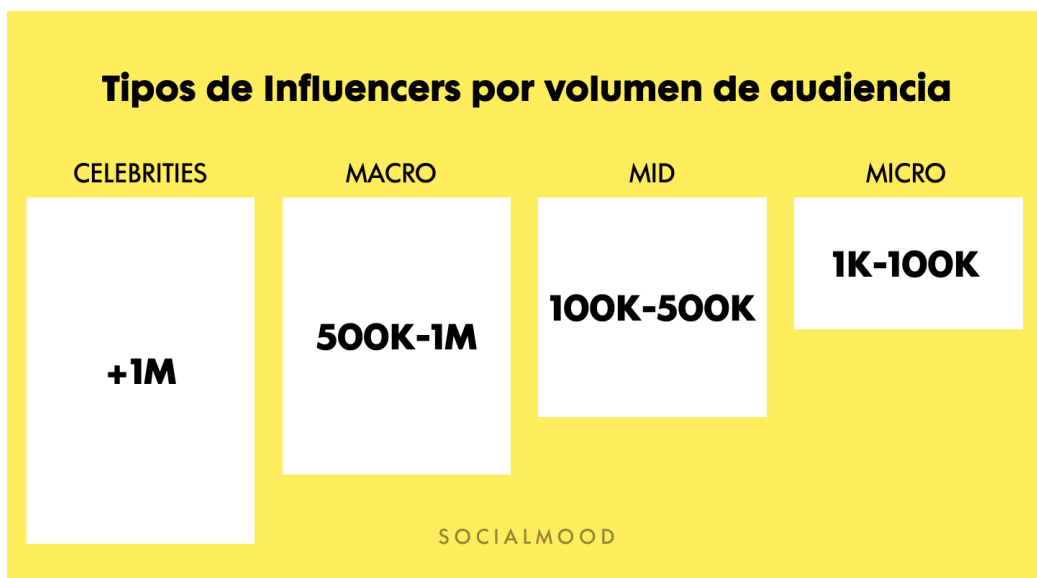 Tipos de Influencers por volumen de audiencia
CELEBRITIES
MACRO
MID
MICRO
+1M
500K-1M
100K-500K
1K-100K
SOCIALMOOD